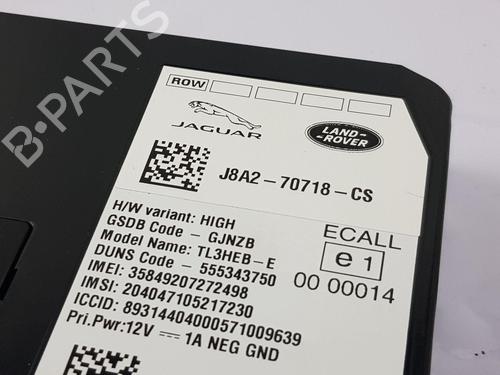 B-PARTS
ROW
JAGUAR
LAND-
ROVER
J8A2-70718-CS
H/W variant: HIGH
GSDB Code - GJNZB
Model Name: TL3HEB-E
DUNS Code - 555343750
IMEI: 35849207272498
IMSI: 204047105217230
ICCID: 89314404000571009639
Pri.Pwr:12V ⎓ 1A NEG GND
ECALL
e1
00 00014